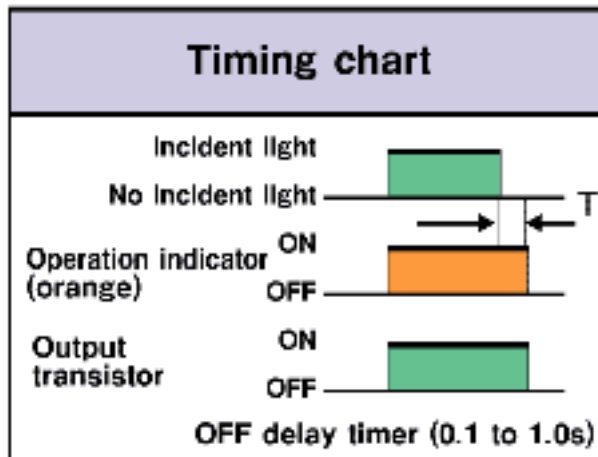 Timing chart
Incident light
No incident light
T
Operation indicator
(orange)
ON
OFF
Output
transistor
ON
OFF
OFF delay timer (0.1 to 1.0s)